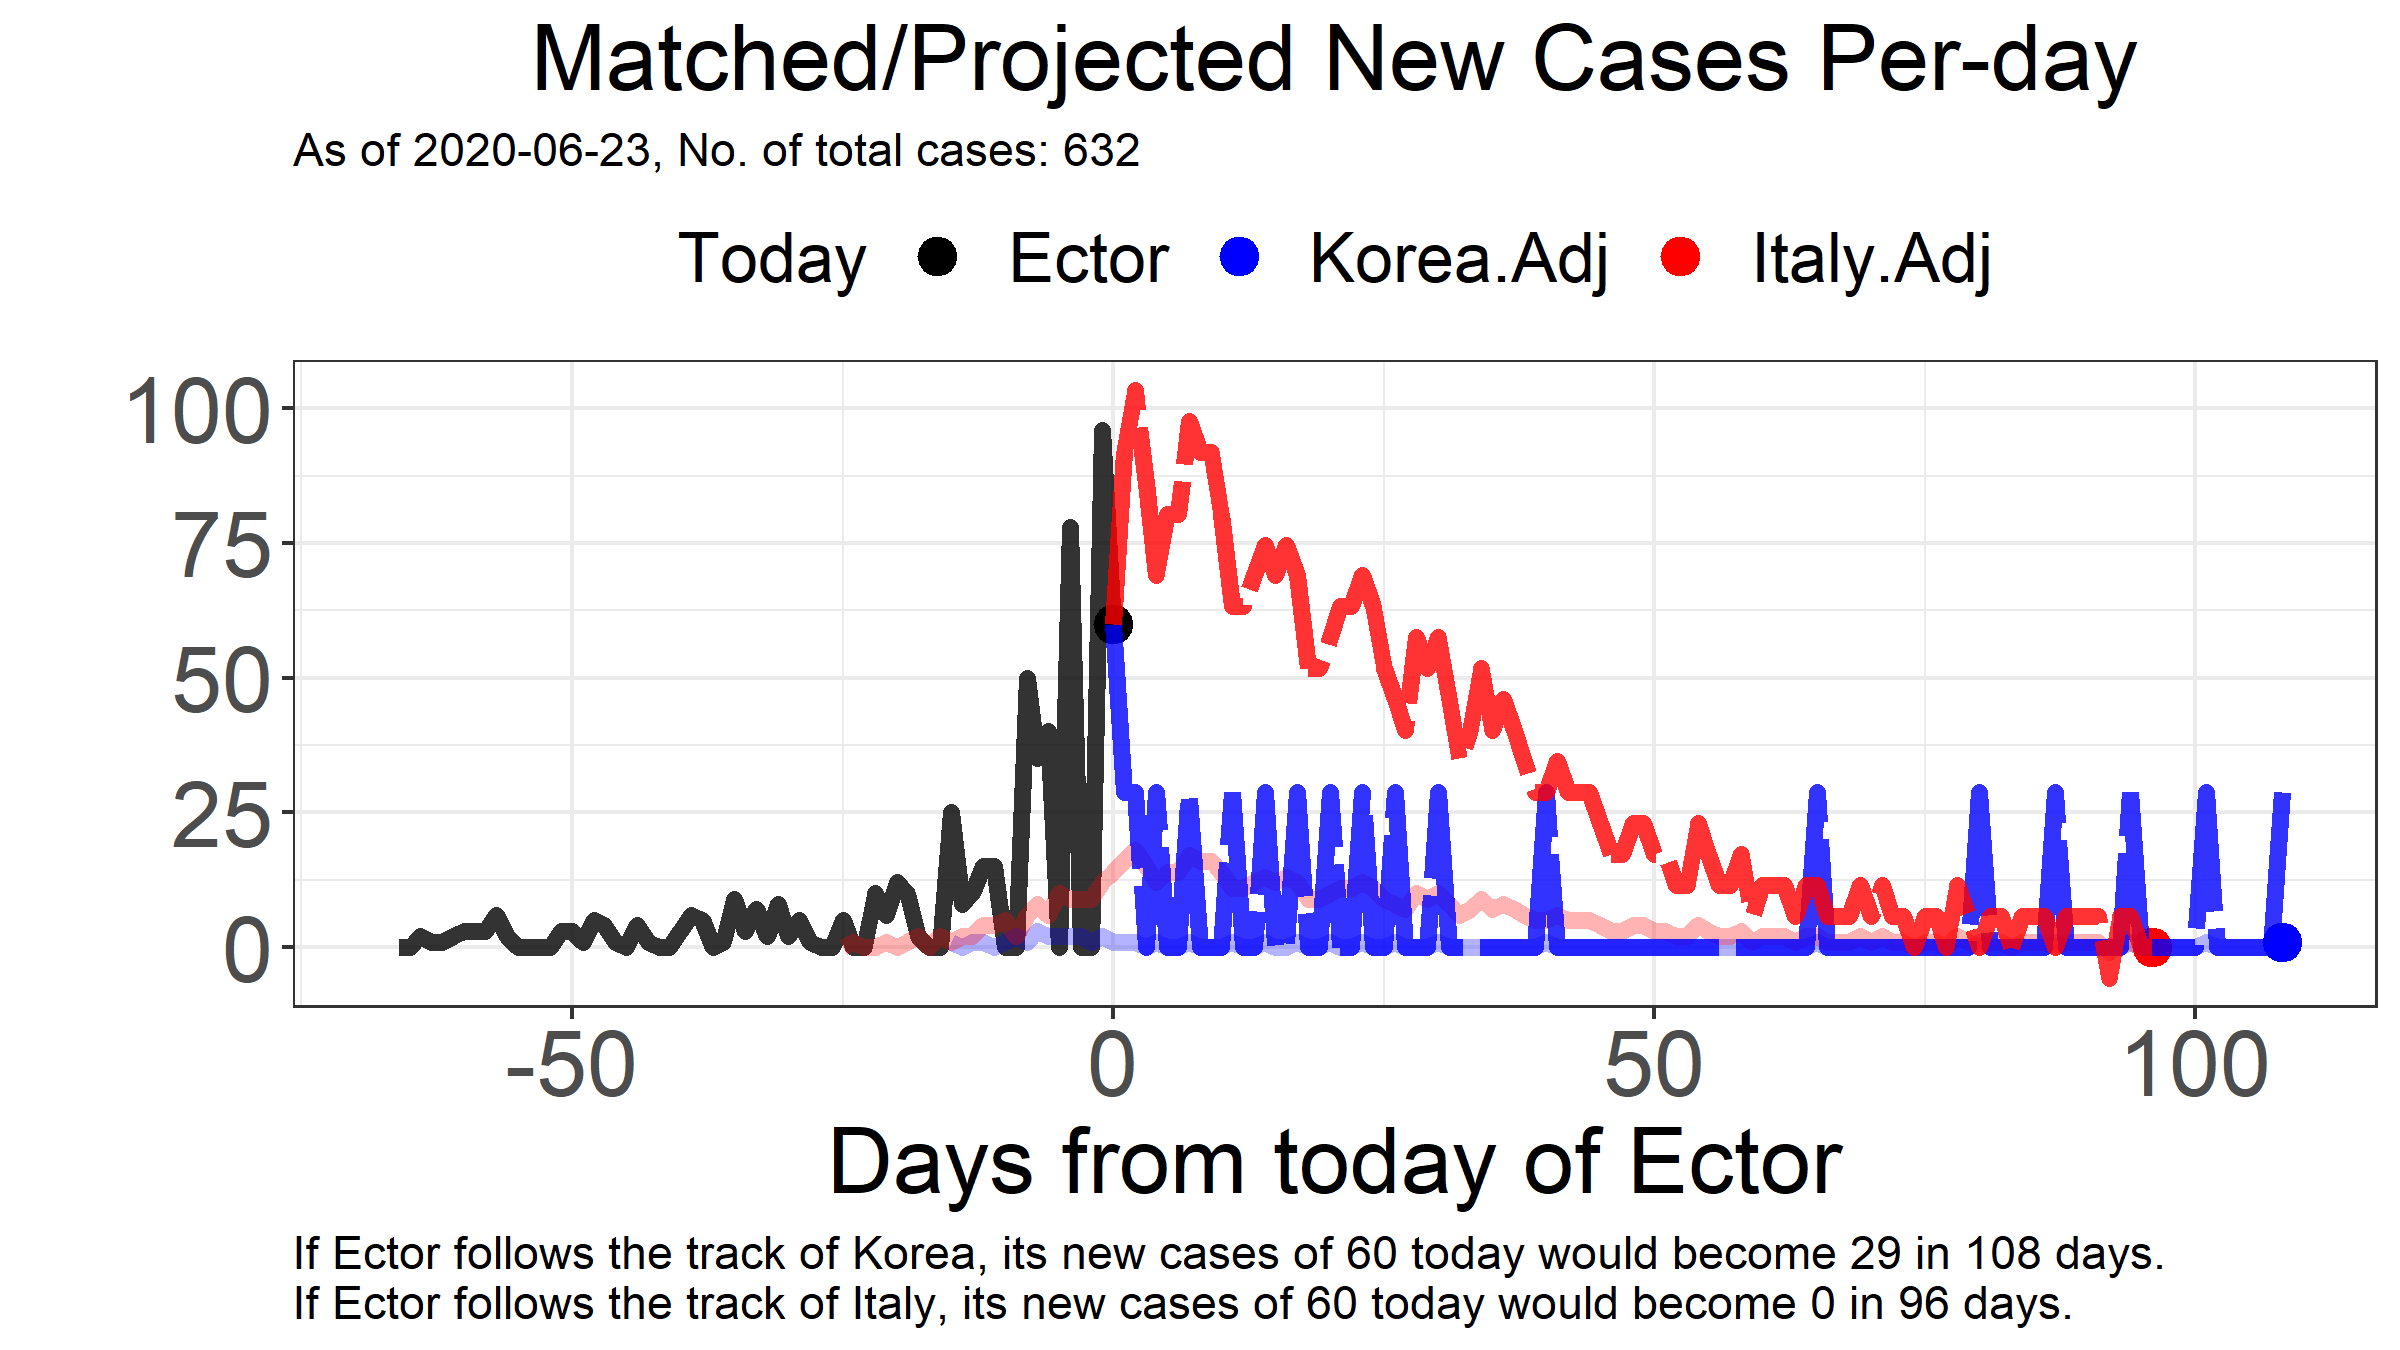 Matched/Projected New Cases Per-day
As of 2020-06-23, No. of total cases: 632
Today Ector Korea.Adj Italy.Adj
100
75
50
25
0
-50 0 50 100
Days from today of Ector
If Ector follows the track of Korea, its new cases of 60 today would become 29 in 108 days.
If Ector follows the track of Italy, its new cases of 60 today would become 0 in 96 days.